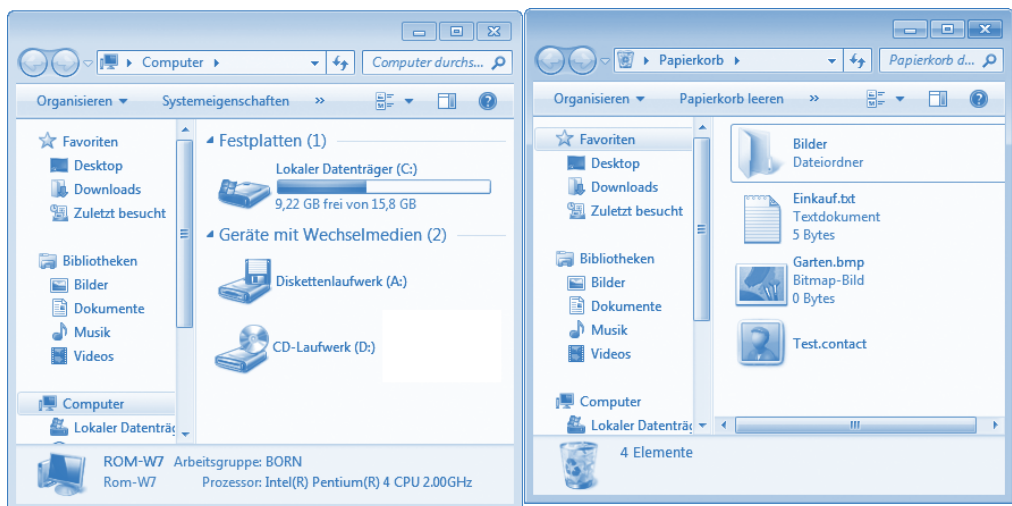 Computer
Computer durchs...
Organisieren
Systemeigenschaften
»
Favoriten
Desktop
Downloads
Zuletzt besucht
Bibliotheken
Bilder
Dokumente
Musik
Videos
Computer
Lokaler Datenträg
Festplatten (1)
Lokaler Datenträger (C:)
9,22 GB frei von 15,8 GB
Geräte mit Wechselmedien (2)
Diskettenlaufwerk (A:)
CD-Laufwerk (D:)
ROM-W7 Arbeitsgruppe: BORN
Rom-W7 Prozessor: Intel(R) Pentium(R) 4 CPU 2.00GHz
Papierkorb
Papierkorb d...
Organisieren
Papierkorb leeren
»
Favoriten
Desktop
Downloads
Zuletzt besucht
Bibliotheken
Bilder
Dokumente
Musik
Videos
Computer
Lokaler Datenträg
Bilder
Dateiordner
Einkauf.txt
Textdokument
5 Bytes
Garten.bmp
Bitmap-Bild
0 Bytes
Test.contact
4 Elemente